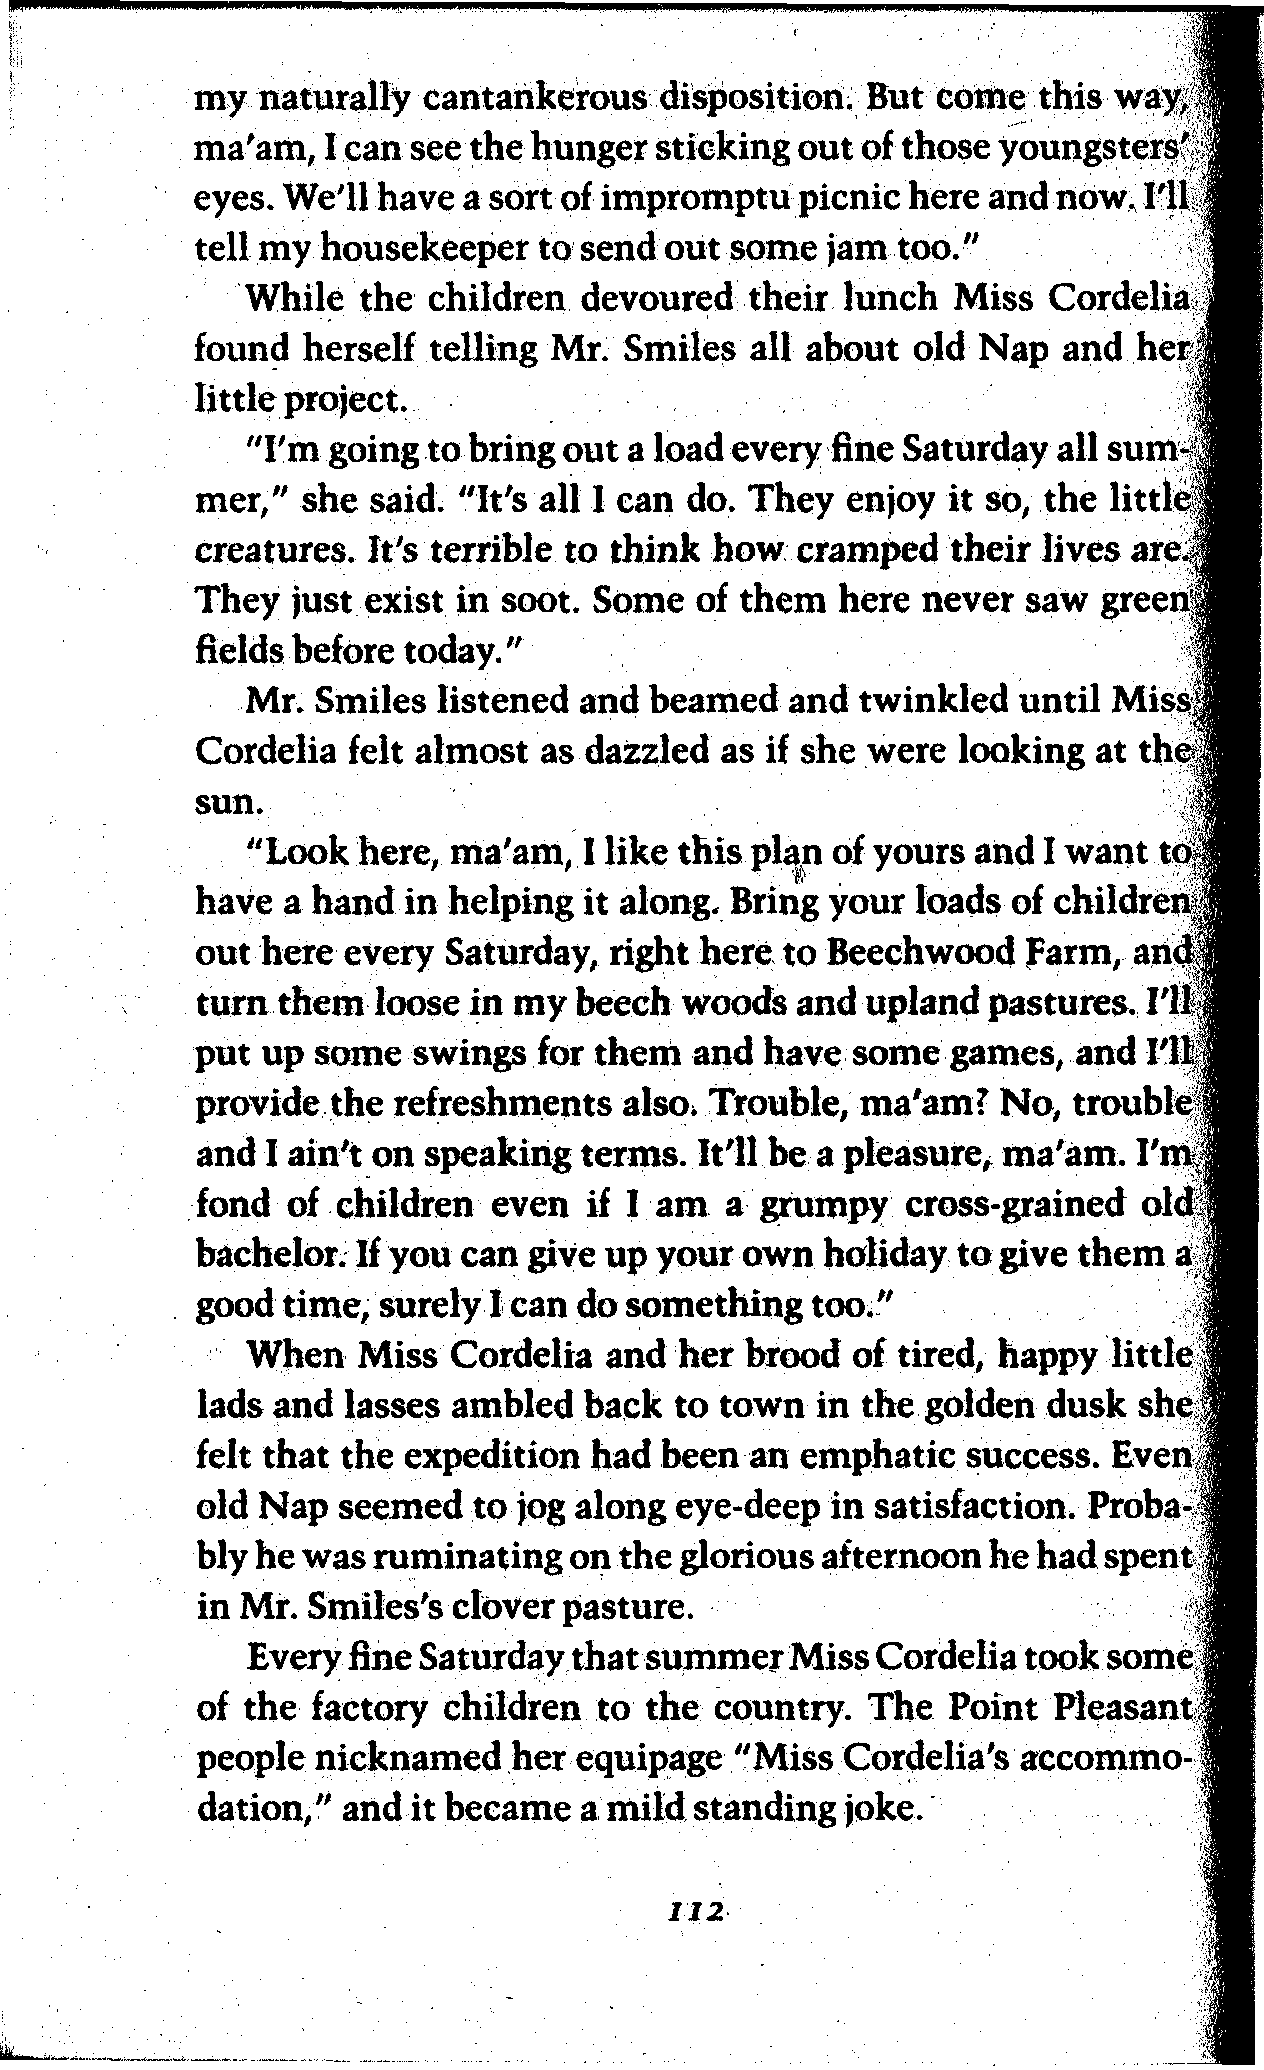 my naturally cantankerous disposition. But come this way,
ma'am, I can see the hunger sticking out of those youngsters'
eyes. We'll have a sort of impromptu picnic here and now. I'll
tell my housekeeper to send out some jam too."
While the children devoured their lunch Miss Cordelia
found herself telling Mr. Smiles all about old Nap and her
little project.
"I'm going to bring out a load every fine Saturday all sum-
mer," she said. "It's all I can do. They enjoy it so, the little
creatures. It's terrible to think how cramped their lives are.
They just exist in soot. Some of them here never saw green
fields before today."
Mr. Smiles listened and beamed and twinkled until Miss
Cordelia felt almost as dazzled as if she were looking at the
sun.
"Look here, ma'am, I like this plan of yours and I want to
have a hand in helping it along. Bring your loads of children
out here every Saturday, right here to Beechwood Farm, and
turn them loose in my beech woods and upland pastures. I'll
put up some swings for them and have some games, and I'll
provide the refreshments also. Trouble, ma'am? No, trouble
and I ain't on speaking terms. It'll be a pleasure, ma'am. I'm
fond of children even if I am a grumpy cross-grained old
bachelor. If you can give up your own holiday to give them a
good time, surely I can do something too."
When Miss Cordelia and her brood of tired, happy little
lads and lasses ambled back to town in the golden dusk she
felt that the expedition had been an emphatic success. Even
old Nap seemed to jog along eye-deep in satisfaction. Proba-
bly he was ruminating on the glorious afternoon he had spent
in Mr. Smiles's clover pasture.
Every fine Saturday that summer Miss Cordelia took some
of the factory children to the country. The Point Pleasant
people nicknamed her equipage "Miss Cordelia's accommo-
dation," and it became a mild standing joke.
112